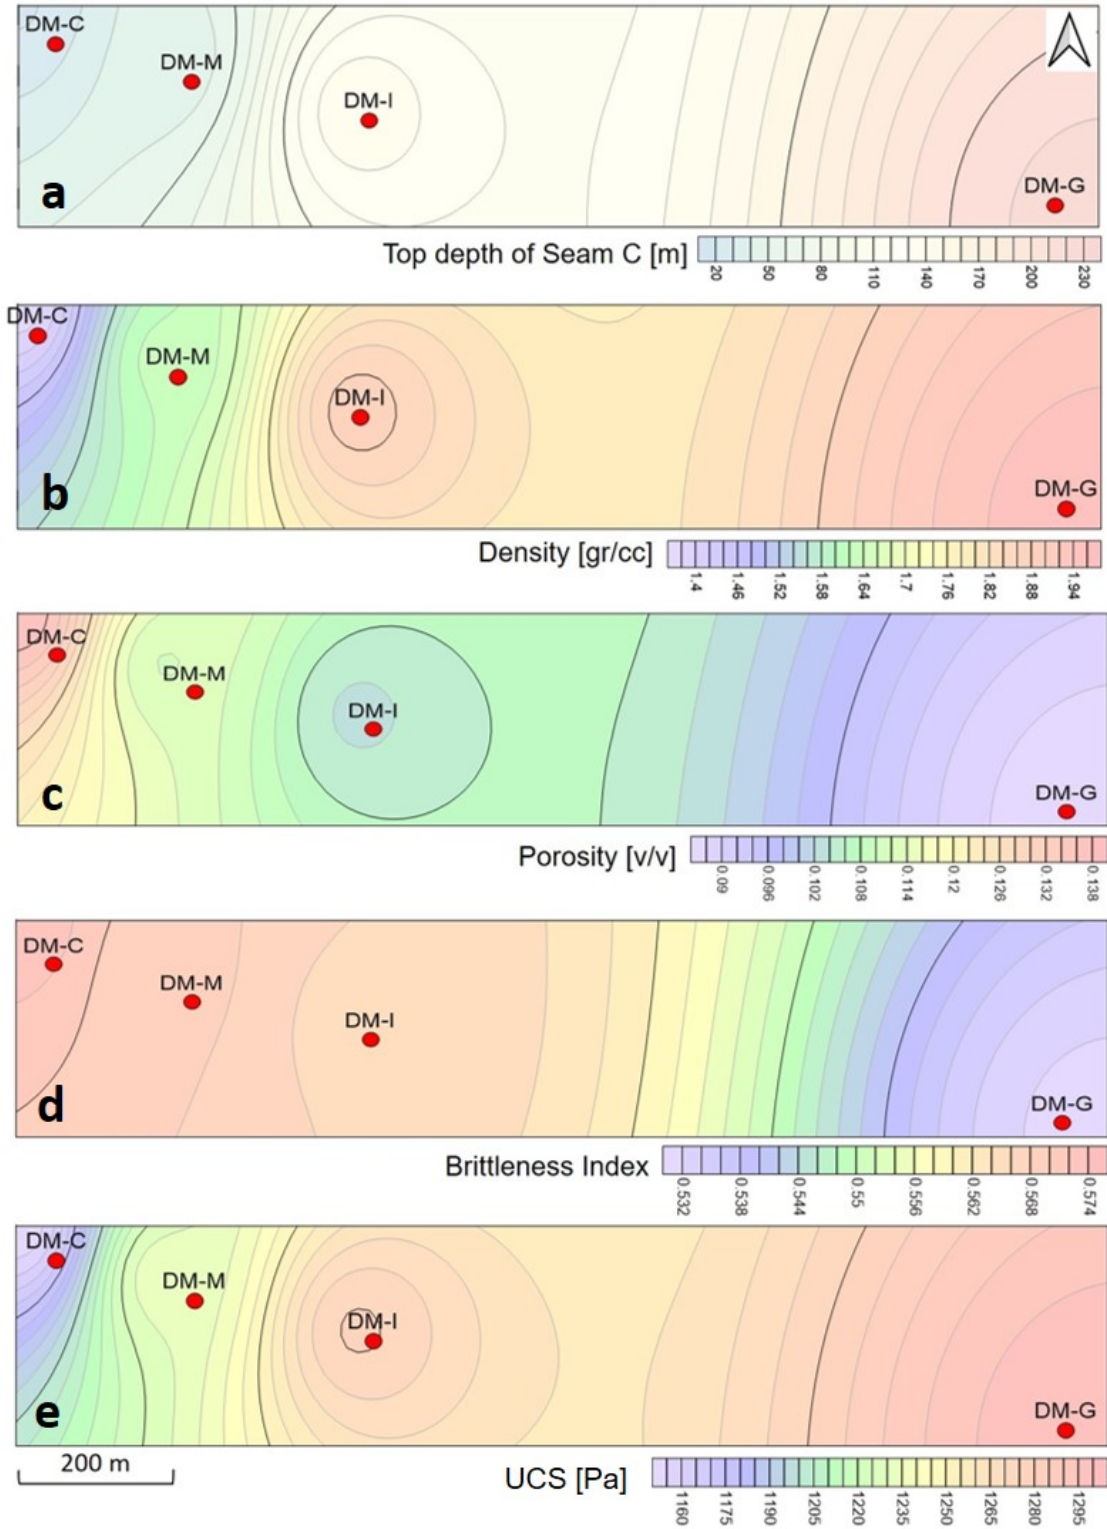 DM-C
DM-M
DM-I
DM-G
a
Top depth of Seam C [m]
20 50 80 110 140 170 200 230
DM-C
DM-M
DM-I
DM-G
b
Density [gr/cc]
1.4 1.46 1.52 1.58 1.64 1.7 1.76 1.82 1.88 1.94
DM-C
DM-M
DM-I
DM-G
c
Porosity [v/v]
0.09 0.096 0.102 0.108 0.114 0.12 0.126 0.132 0.138
DM-C
DM-M
DM-I
DM-G
d
Brittleness Index
0.532 0.538 0.544 0.55 0.556 0.562 0.568 0.574
DM-C
DM-M
DM-I
DM-G
e
200 m
UCS [Pa]
1160 1175 1190 1205 1220 1235 1250 1265 1280 1295